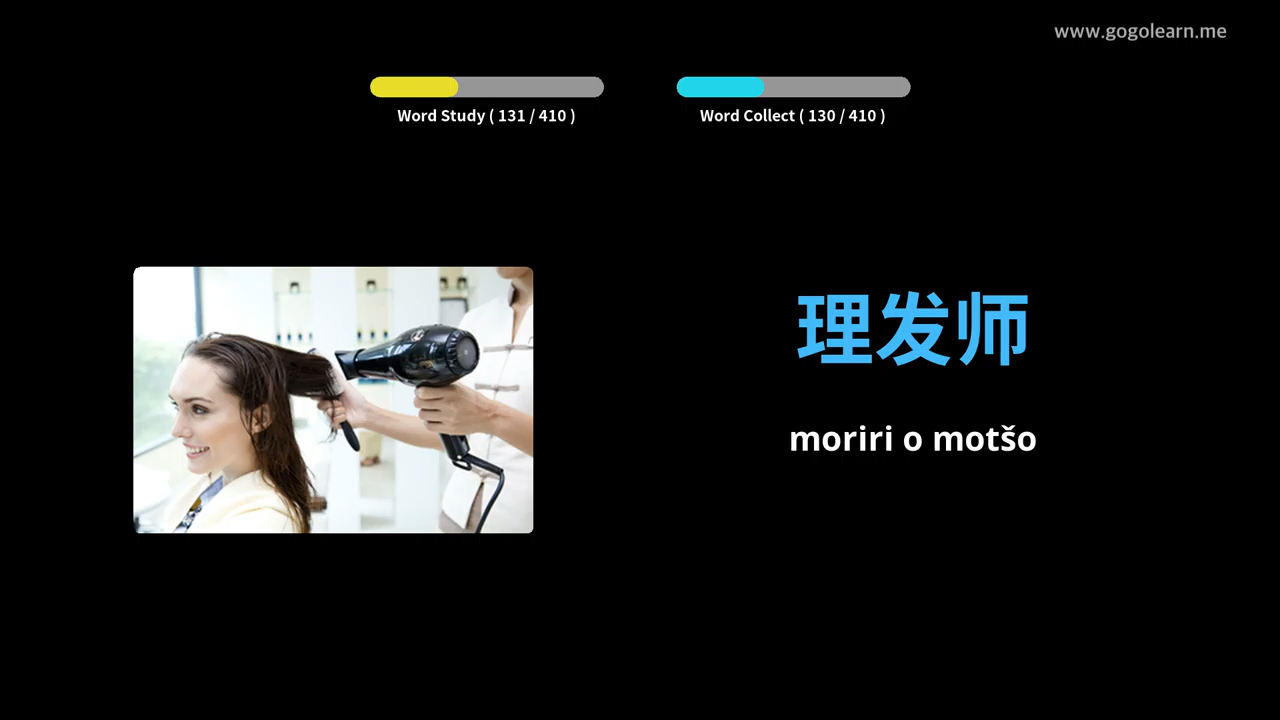 www.gogolearn.me
Word Study ( 131 / 410 )
Word Collect ( 130 / 410 )
理发师
moriri o motšo